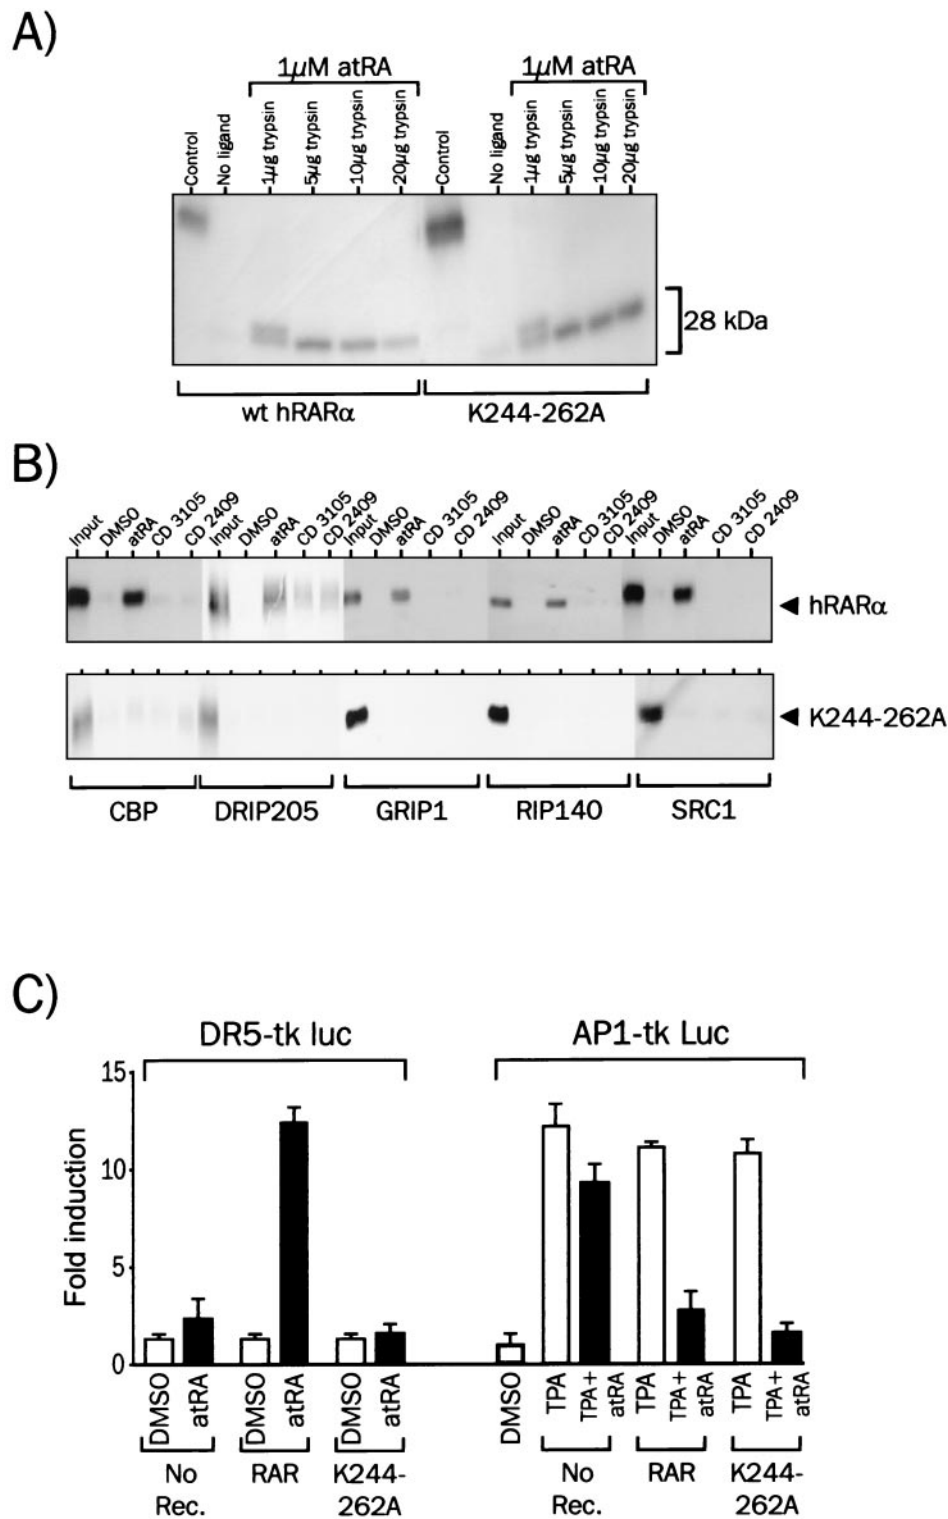 A)
1µM atRA
1µM atRA
Control
No ligand
1µg trypsin
5µg trypsin
10µg trypsin
20µg trypsin
Control
No ligand
1µg trypsin
5µg trypsin
10µg trypsin
20µg trypsin
28 kDa
wt hRARα
K244-262A
B)
Input
DMSO
atRA
CD 3105
CD 2409
Input
DMSO
atRA
CD 3105
CD 2409
Input
DMSO
atRA
CD 3105
CD 2409
Input
DMSO
atRA
CD 3105
CD 2409
Input
DMSO
atRA
CD 3105
CD 2409
hRARα
K244-262A
CBP
DRIP205
GRIP1
RIP140
SRC1
C)
DR5-tk luc
AP1-tk Luc
Fold induction
15
10
5
0
DMSO
atRA
DMSO
atRA
DMSO
atRA
DMSO
TPA
TPA+
atRA
TPA
TPA+
atRA
TPA
TPA+
atRA
No
Rec.
RAR
K244-
262A
No
Rec.
RAR
K244-
262A